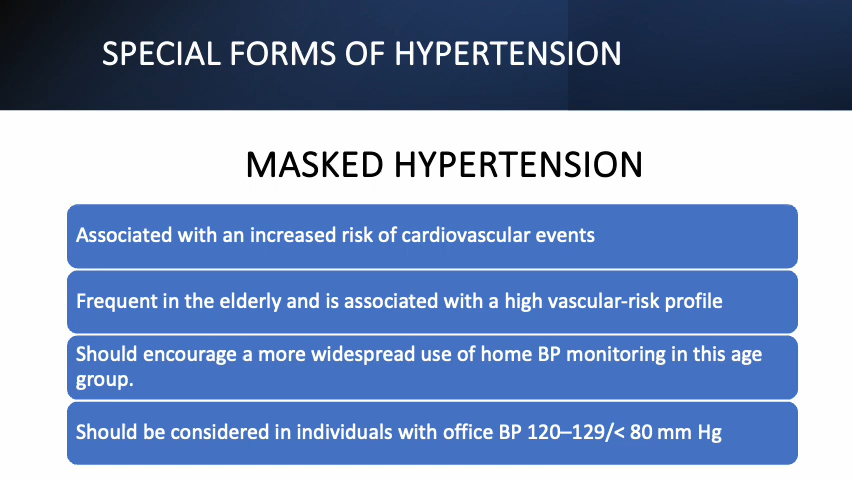 SPECIAL FORMS OF HYPERTENSION
MASKED HYPERTENSION
Associated with an increased risk of cardiovascular events
Frequent in the elderly and is associated with a high vascular-risk profile
Should encourage a more widespread use of home BP monitoring in this age
group.
Should be considered in individuals with office BP 120–129/< 80 mm Hg